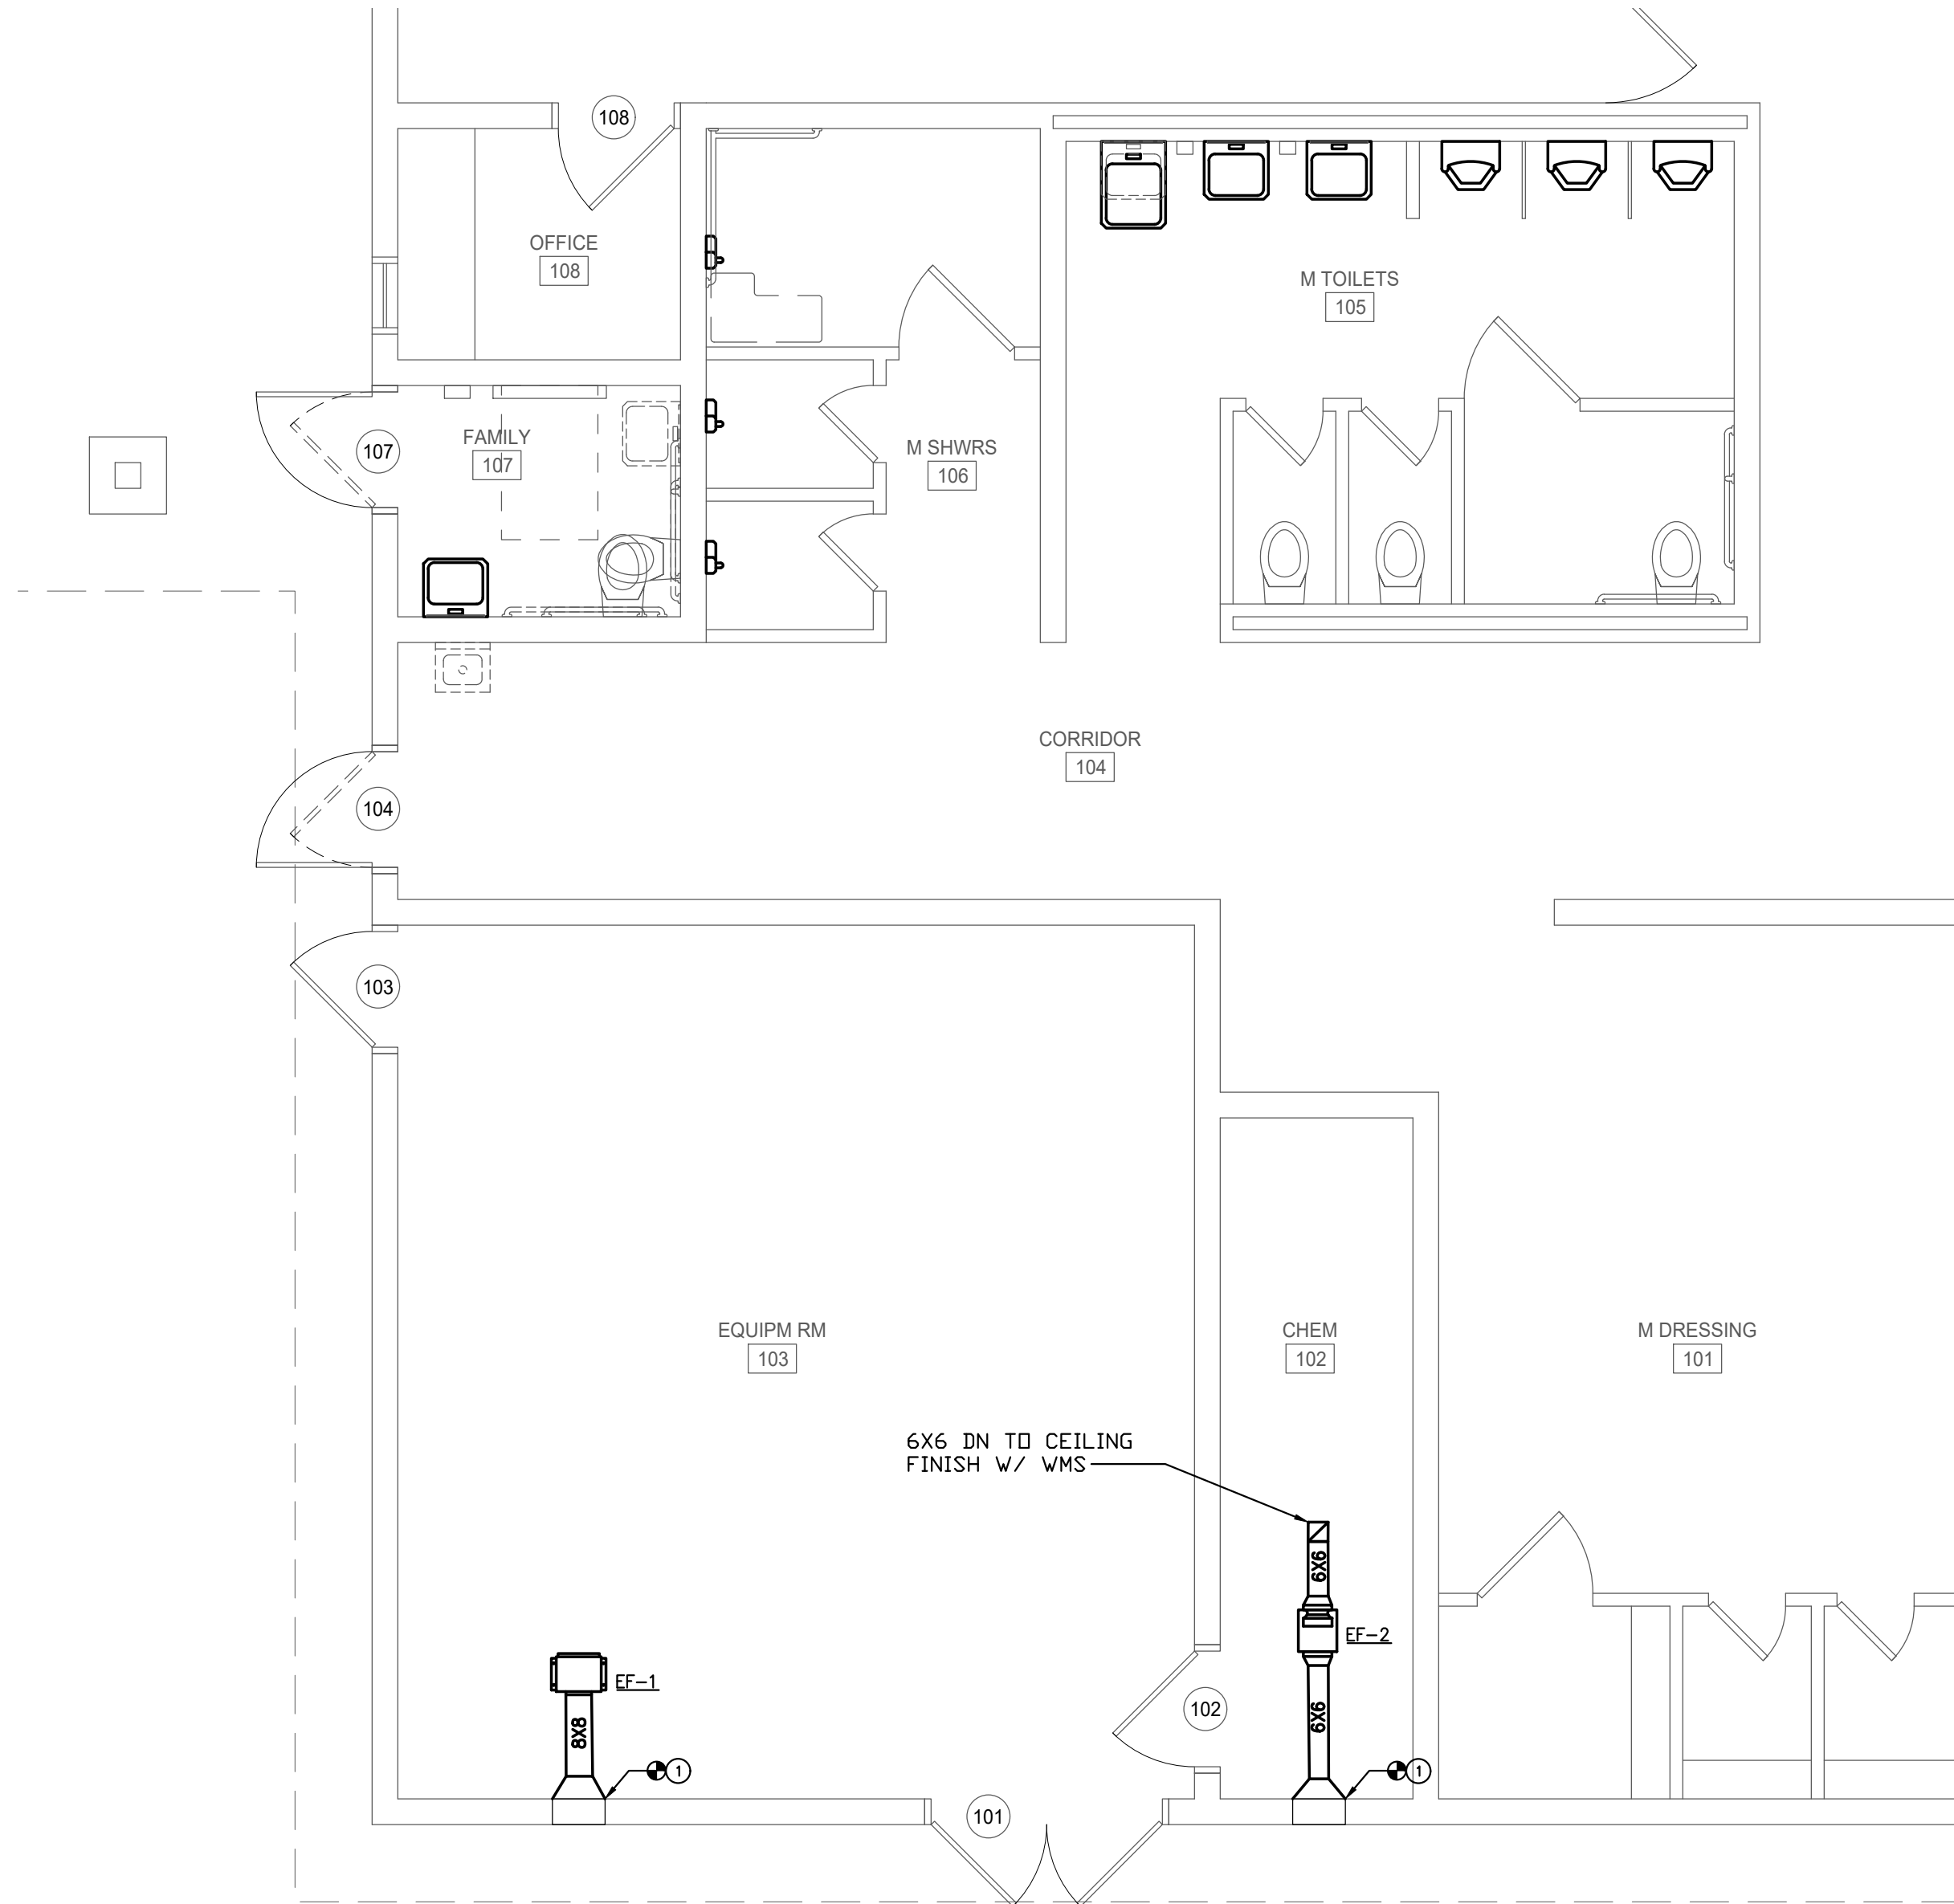 108
OFFICE
108
M TOILETS
105
107
FAMILY
107
M SHWRS
106
CORRIDOR
104
104
103
EQUIPM RM
103
CHEM
102
M DRESSING
101
6X6 DN TO CEILING
FINISH W/ WMS
6X6
EF-2
EF-1
8X8
6X6
102
1
1
101